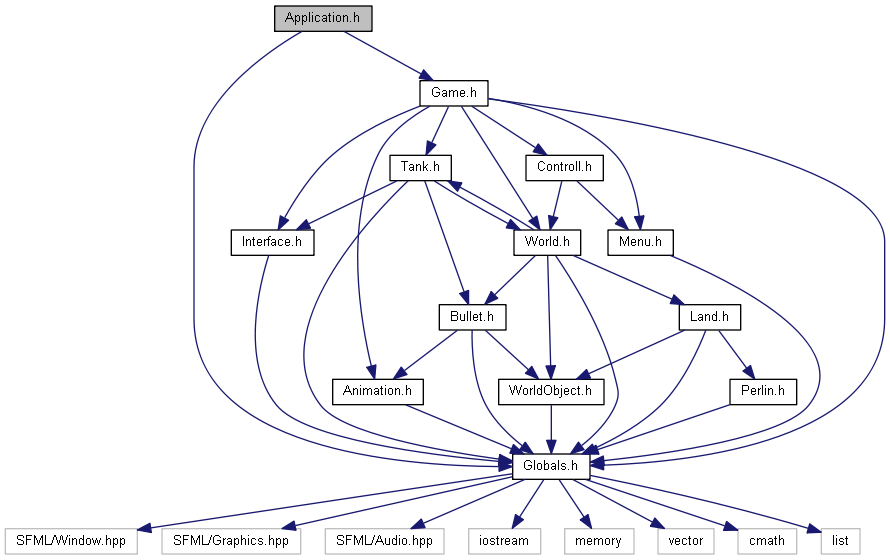 Application.h
Game.h
Tank.h
Controll.h
Interface.h
World.h
Menu.h
Bullet.h
Land.h
Animation.h
WorldObject.h
Perlin.h
Globals.h
SFML/Window.hpp
SFML/Graphics.hpp
SFML/Audio.hpp
iostream
memory
vector
cmath
list